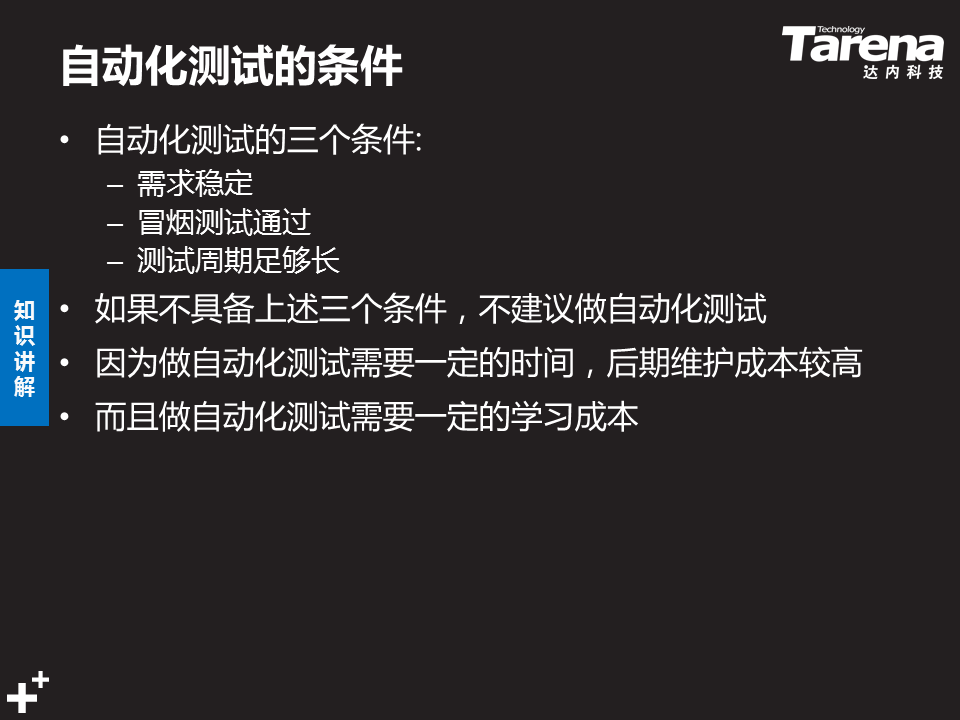 自动化测试的条件
Technology
Tarena
达内科技
• 自动化测试的三个条件:
– 需求稳定
– 冒烟测试通过
– 测试周期足够长
• 如果不具备上述三个条件，不建议做自动化测试
• 因为做自动化测试需要一定的时间，后期维护成本较高
• 而且做自动化测试需要一定的学习成本
知识讲解